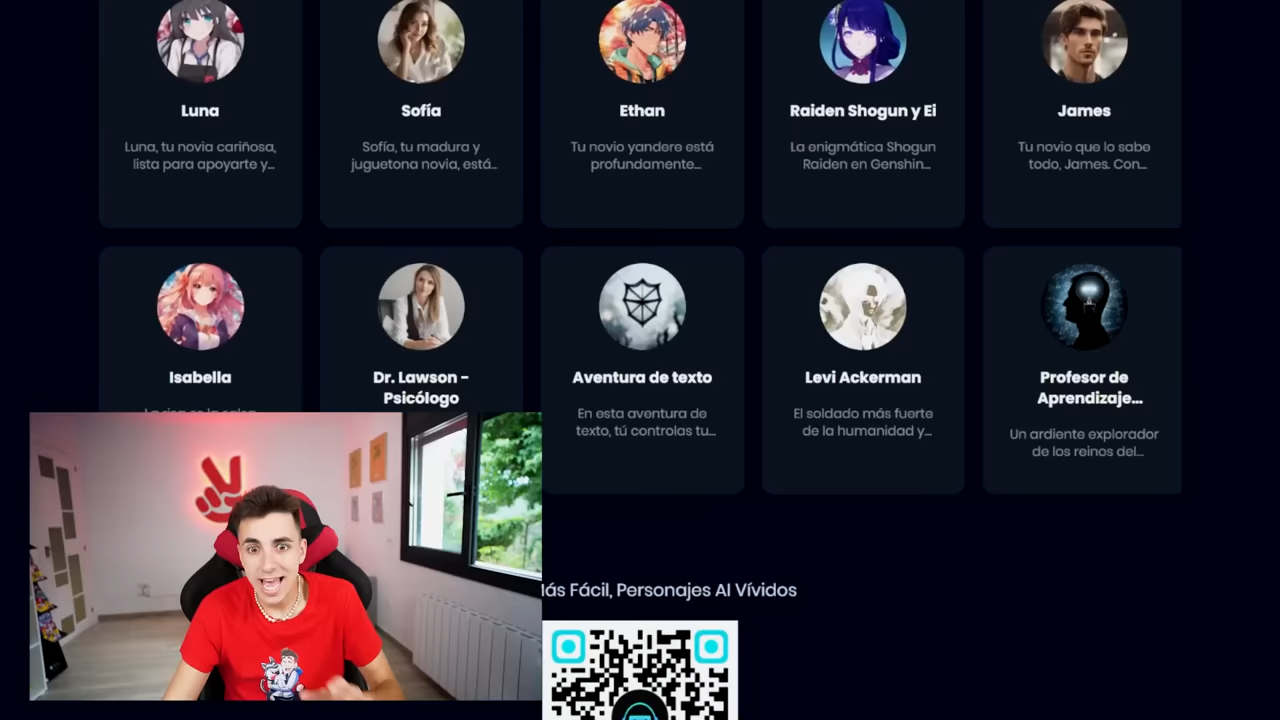 Luna
Sofía
Ethan
Raiden Shogun y Ei
James
Luna, tu novia cariñosa,
lista para apoyarte y...
Sofía, tu madura y
juguetona novia, está...
Tu novio yandere está
profundamente...
La enigmática Shogun
Raiden en Genshin...
Tu novio que lo sabe
todo, James. Con...
Isabella
Dr. Lawson -
Psicólogo
Aventura de texto
Levi Ackerman
Profesor de
Aprendizaje...
En esta aventura de
texto, tú controlas tu...
El soldado más fuerte
de la humanidad y...
Un ardiente explorador
de los reinos del...
Fácil, Personajes AI Vívidos